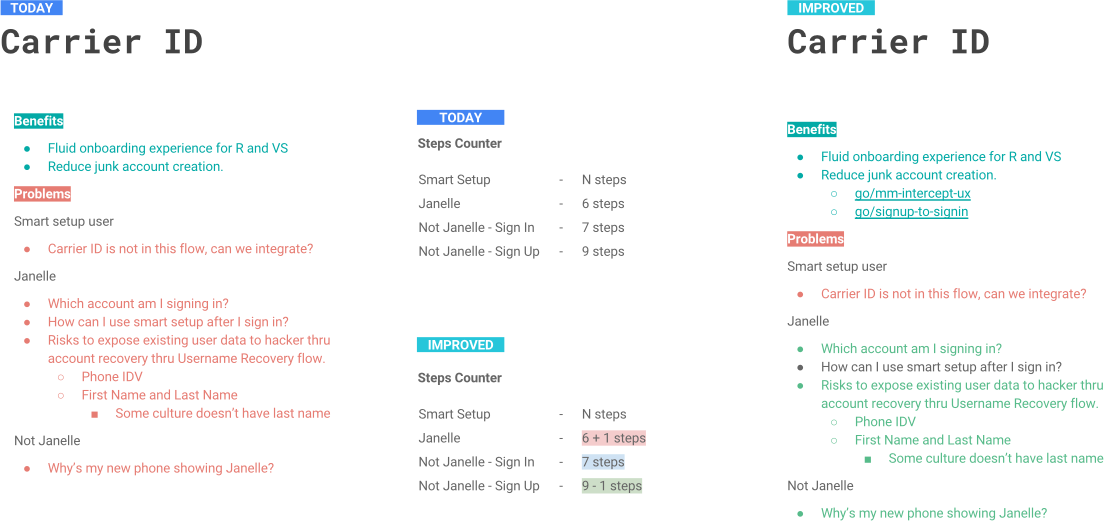 TODAY
Carrier ID
Benefits
● Fluid onboarding experience for R and VS
● Reduce junk account creation.
Problems
Smart setup user
● Carrier ID is not in this flow, can we integrate?
Janelle
● Which account am I signing in?
● How can I use smart setup after I sign in?
● Risks to expose existing user data to hacker thru
account recovery thru Username Recovery flow.
○ Phone IDV
○ First Name and Last Name
■ Some culture doesn’t have last name
Not Janelle
● Why’s my new phone showing Janelle?
TODAY
Steps Counter
Smart Setup - N steps
Janelle - 6 steps
Not Janelle - Sign In - 7 steps
Not Janelle - Sign Up - 9 steps
IMPROVED
Steps Counter
Smart Setup - N steps
Janelle - 6 + 1 steps
Not Janelle - Sign In - 7 steps
Not Janelle - Sign Up - 9 - 1 steps
IMPROVED
Carrier ID
Benefits
● Fluid onboarding experience for R and VS
● Reduce junk account creation.
○ go/mm-intercept-ux
○ go/signup-to-signin
Problems
Smart setup user
● Carrier ID is not in this flow, can we integrate?
Janelle
● Which account am I signing in?
● How can I use smart setup after I sign in?
● Risks to expose existing user data to hacker thru
account recovery thru Username Recovery flow.
○ Phone IDV
○ First Name and Last Name
■ Some culture doesn’t have last name
Not Janelle
● Why’s my new phone showing Janelle?